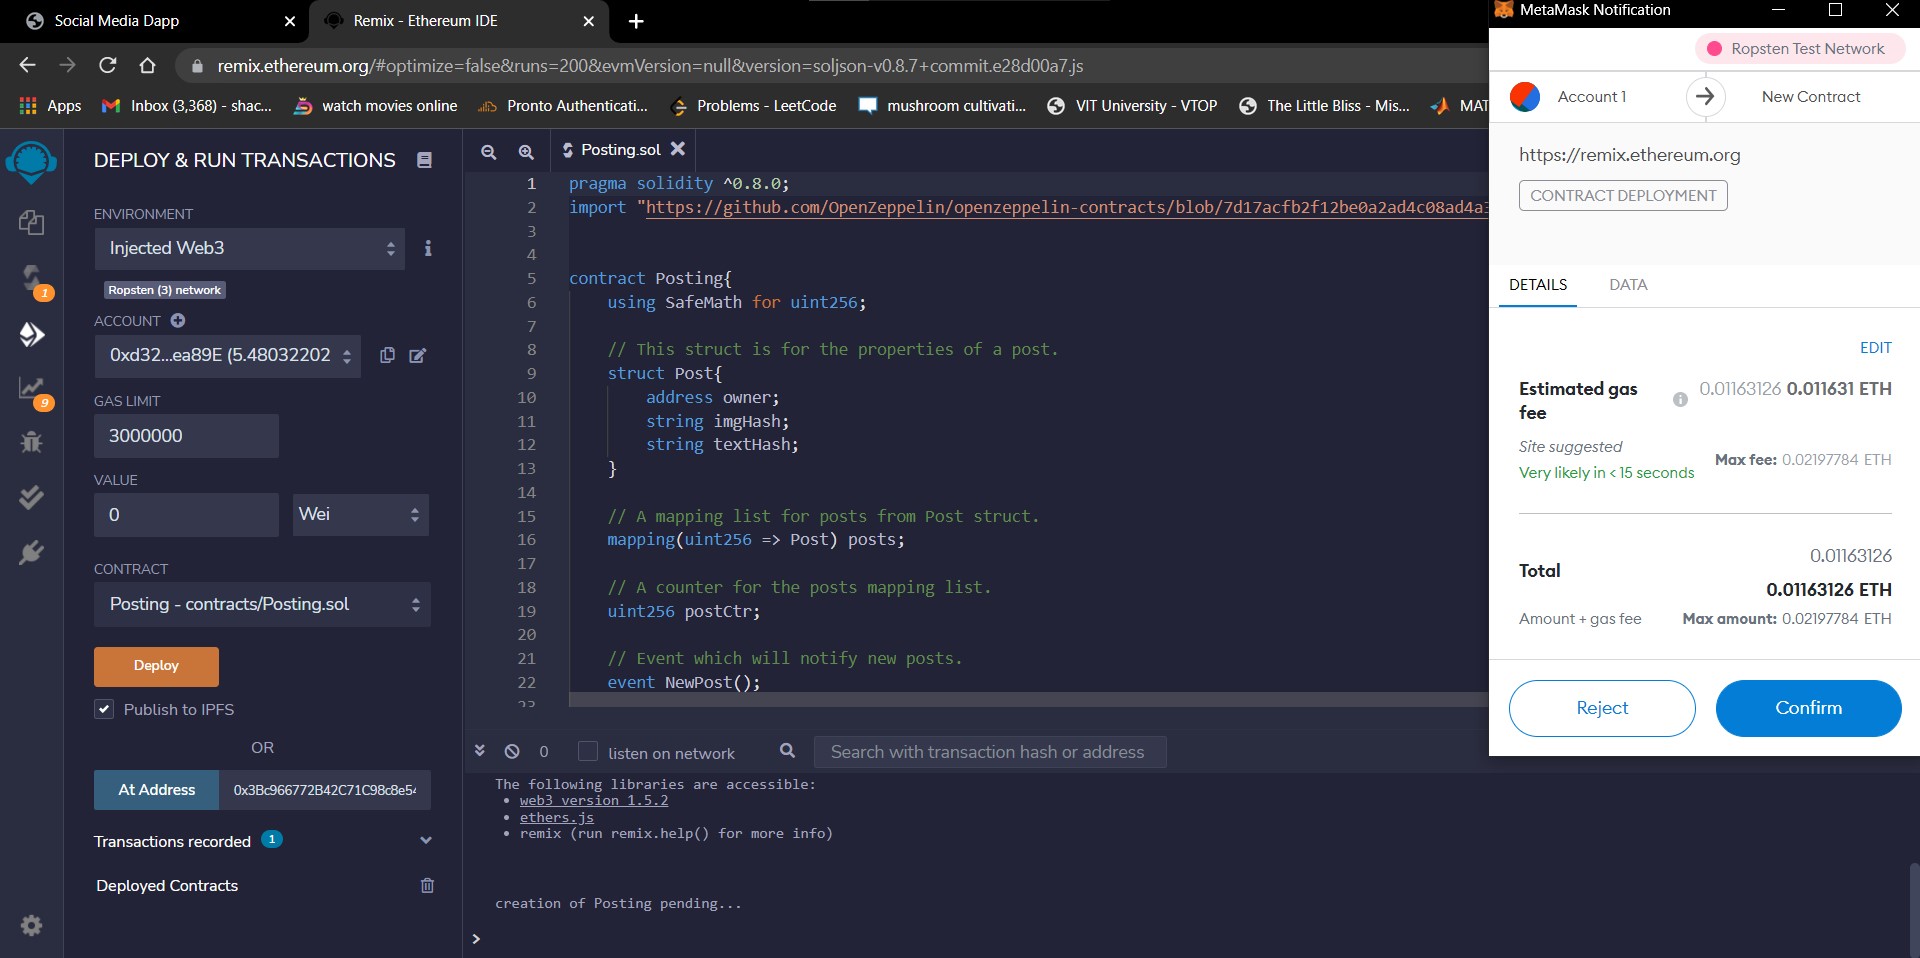 Social Media Dapp
Remix - Ethereum IDE
MetaMask Notification
remix.ethereum.org/#optimize=false&runs=200&evmVersion=null&version=soljson-v0.8.7+commit.e28d00a7.js
Apps
Inbox (3,368) - shac...
watch movies online
Pronto Authenticati...
Problems - LeetCode
mushroom cultivati...
VIT University - VTOP
The Little Bliss - Mis...
MAT
DEPLOY & RUN TRANSACTIONS
ENVIRONMENT
Injected Web3
Ropsten (3) network
ACCOUNT
0xd32...ea89E (5.48032202
GAS LIMIT
3000000
VALUE
0
Wei
CONTRACT
Posting - contracts/Posting.sol
Deploy
Publish to IPFS
OR
At Address
0x3Bc966772B42C71C98c8e54
Transactions recorded 1
Deployed Contracts
1
9
Posting.sol
1 pragma solidity ^0.8.0;
2 import "https://github.com/OpenZeppelin/openzeppelin-contracts/blob/7d17acfb2f12be0a2ad4c08ad4a3
3
4
5 contract Posting{
6 using SafeMath for uint256;
7
8 // This struct is for the properties of a post.
9 struct Post{
10 address owner;
11 string imgHash;
12 string textHash;
13 }
14
15 // A mapping list for posts from Post struct.
16 mapping(uint256 => Post) posts;
17
18 // A counter for the posts mapping list.
19 uint256 postCtr;
20
21 // Event which will notify new posts.
22 event NewPost();
23
0
listen on network
Search with transaction hash or address
The following libraries are accessible:
• web3 version 1.5.2
• ethers.js
• remix (run remix.help() for more info)
creation of Posting pending...
>
Ropsten Test Network
Account 1
New Contract
https://remix.ethereum.org
CONTRACT DEPLOYMENT
DETAILS
DATA
EDIT
Estimated gas fee
0.01163126 0.011631 ETH
Site suggested
Very likely in < 15 seconds
Max fee: 0.02197784 ETH
0.01163126
Total
0.01163126 ETH
Amount + gas fee
Max amount: 0.02197784 ETH
Reject
Confirm